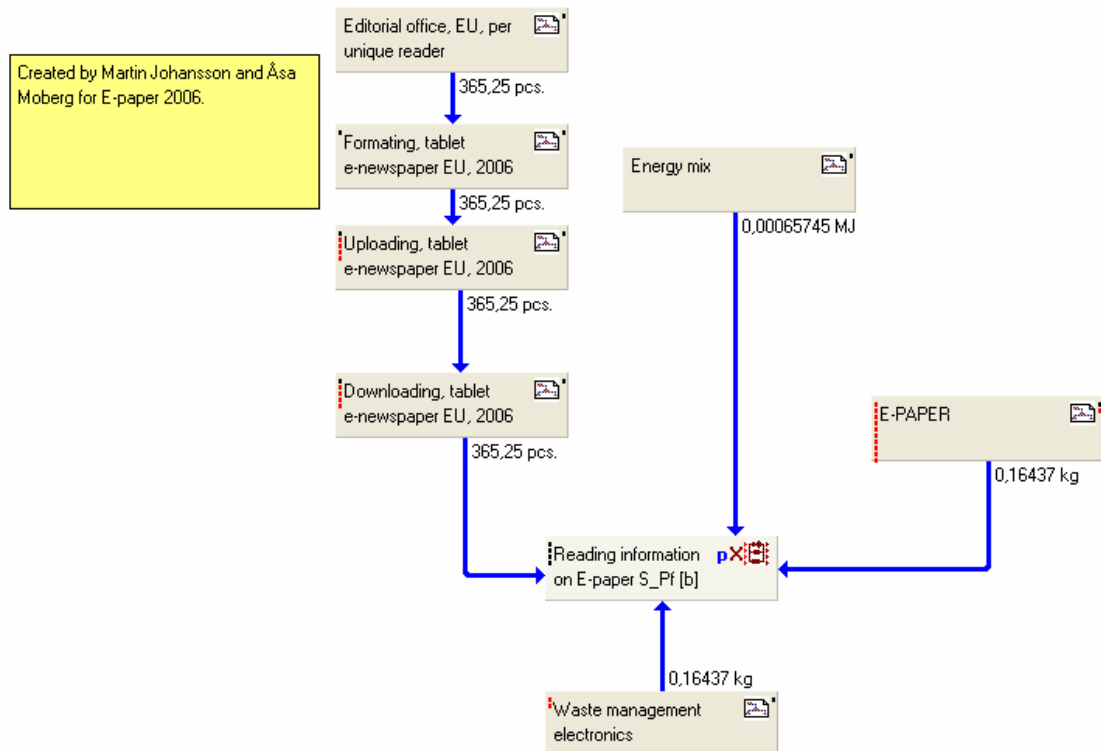 Created by Martin Johansson and Åsa
Moberg for E-paper 2006.
Editorial office, EU, per
unique reader
365,25 pcs.
Formating, tablet
e-newspaper EU, 2006
365,25 pcs.
Uploading, tablet
e-newspaper EU, 2006
365,25 pcs.
Downloading, tablet
e-newspaper EU, 2006
365,25 pcs.
Energy mix
0,00065745 MJ
E-PAPER
0,16437 kg
Reading information
on E-paper S_Pf [b]
pX
0,16437 kg
Waste management
electronics